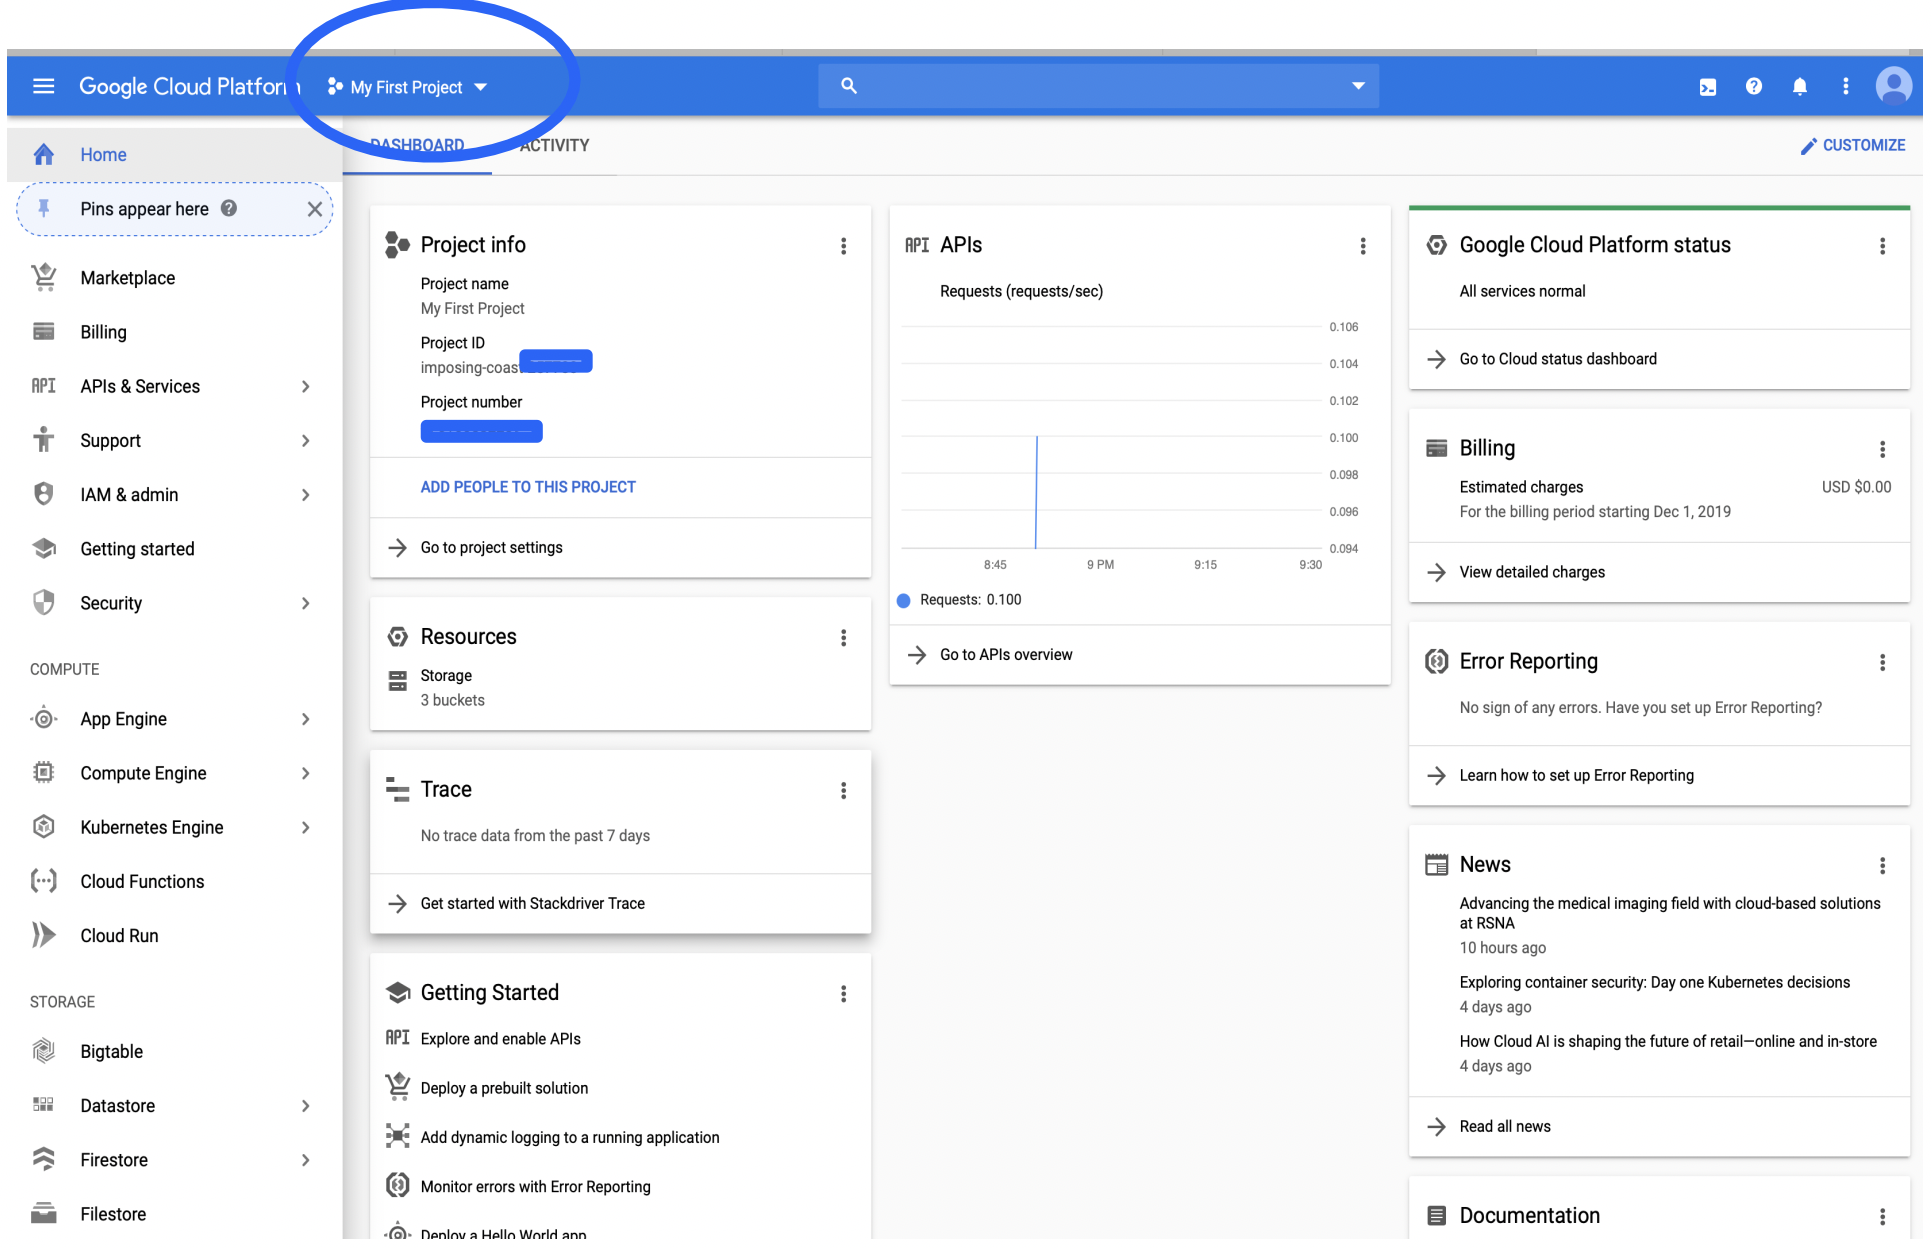 Google Cloud Platform
My First Project
DASHBOARD
ACTIVITY
CUSTOMIZE
Home
Pins appear here
Marketplace
Billing
API
APIs & Services
Support
IAM & admin
Getting started
Security
COMPUTE
App Engine
Compute Engine
Kubernetes Engine
Cloud Functions
Cloud Run
STORAGE
Bigtable
Datastore
Firestore
Filestore
Project info
Project name
My First Project
Project ID
imposing-coas
Project number
ADD PEOPLE TO THIS PROJECT
Go to project settings
Resources
Storage
3 buckets
Trace
No trace data from the past 7 days
Get started with Stackdriver Trace
Getting Started
API
Explore and enable APIs
Deploy a prebuilt solution
Add dynamic logging to a running application
Monitor errors with Error Reporting
Deploy a Hello World app
API
APIs
Requests (requests/sec)
0.106
0.104
0.102
0.100
0.098
0.096
0.094
8:45
9 PM
9:15
9:30
Requests: 0.100
Go to APIs overview
Google Cloud Platform status
All services normal
Go to Cloud status dashboard
Billing
Estimated charges
USD $0.00
For the billing period starting Dec 1, 2019
View detailed charges
Error Reporting
No sign of any errors. Have you set up Error Reporting?
Learn how to set up Error Reporting
News
Advancing the medical imaging field with cloud-based solutions
at RSNA
10 hours ago
Exploring container security: Day one Kubernetes decisions
4 days ago
How Cloud AI is shaping the future of retail—online and in-store
4 days ago
Read all news
Documentation